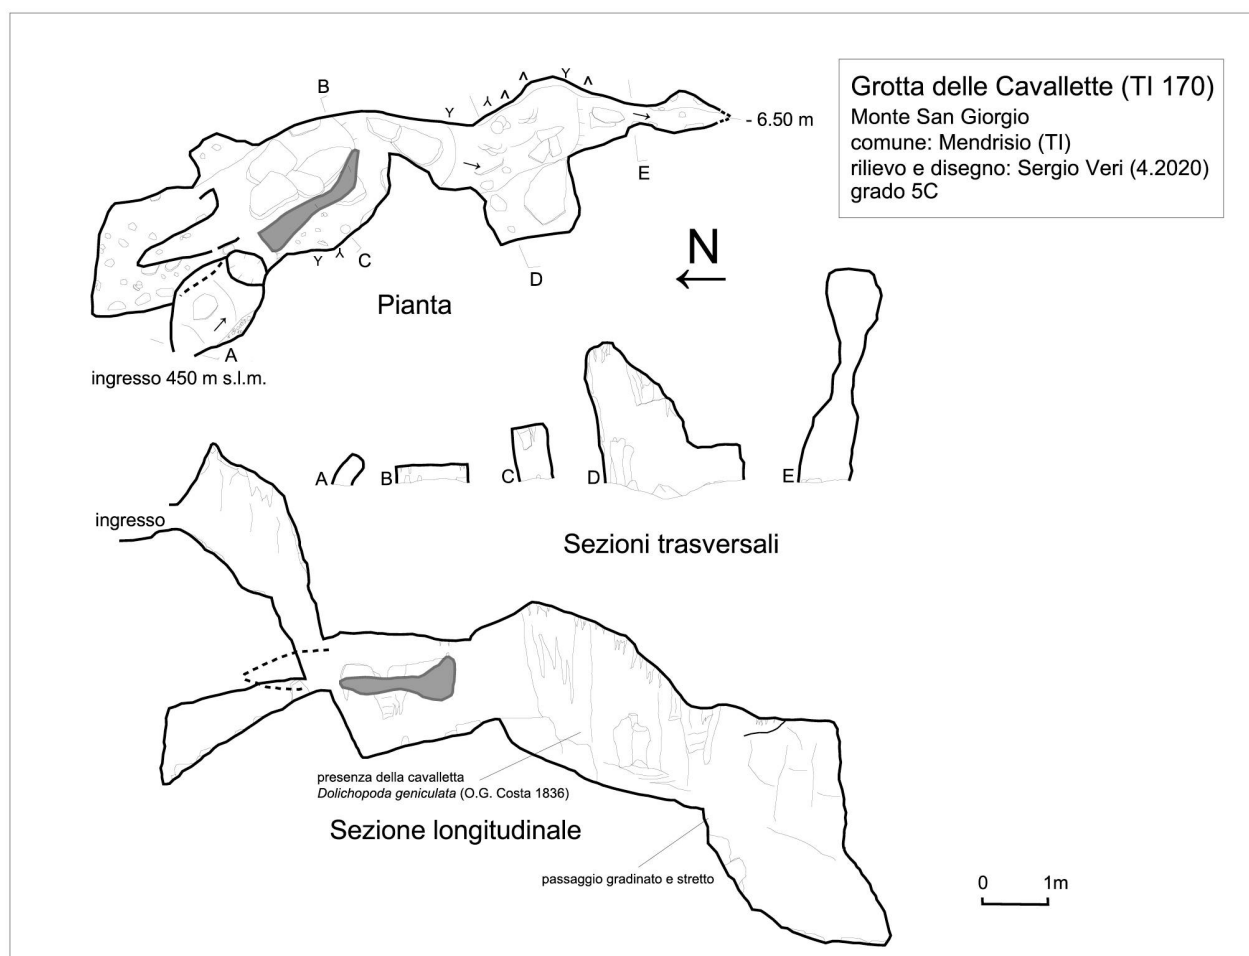 Grotta delle Cavallette (TI 170)
Monte San Giorgio
comune: Mendrisio (TI)
rilievo e disegno: Sergio Veri (4.2020)
grado 5C
B
- 6.50 m
E
C
D
N
Pianta
A
ingresso 450 m s.l.m.
A
B
C
D
E
ingresso
Sezioni trasversali
presenza della cavalletta
Dolichopoda geniculata (O.G. Costa 1836)
Sezione longitudinale
passaggio gradinato e stretto
0 1m